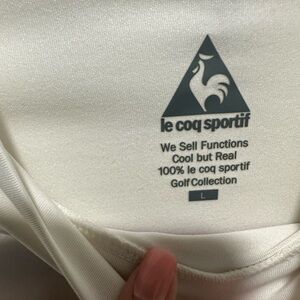 le coq sportif
We Sell Functions
Cool but Real
100% le coq sportif
Golf Collection
L